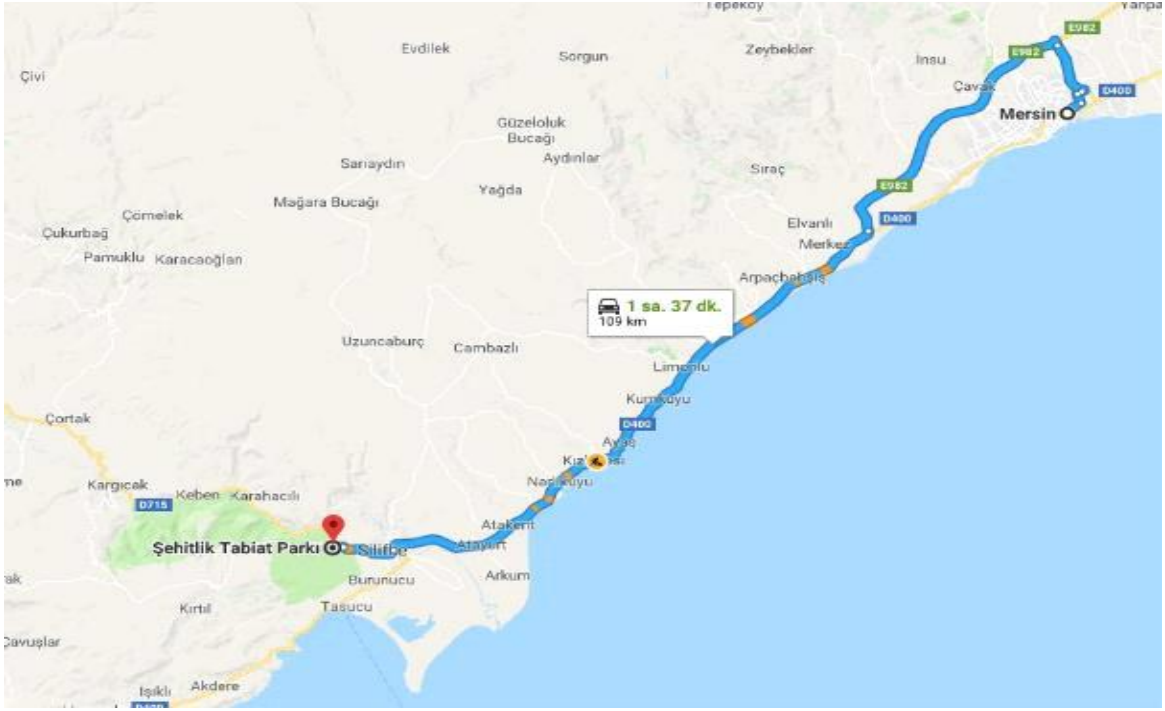 Tepeköy
Yanpa
Evdilek
Sorgun
Zeybekler
E982
E982
İnsu
Çivi
Çavak
D400
Mersin
Güzeloluk
Bucağı
Aydınlar
Sarıaydın
Yağda
Sıraç
E982
Mağara Bucağı
Çömelek
Elvanlı
D400
Çukurbağ
Merkez
Pamuklu
Karacaoğlan
Arpaçbahşiş
1 sa. 37 dk.
109 km
Uzuncaburç
Cambazlı
Limonlu
Kumkuyu
Çortak
D400
Ayaş
Narlıkuyu
Kargıcak
Keben
Karahacılı
D715
Atakent
Şehitlik Tabiat Parkı
Silifke
Atayurt
Arkum
Burunucu
Kırtıl
Taşucu
Çavuşlar
Işıklı
Akdere